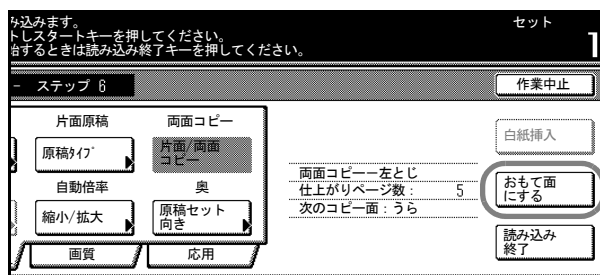 み込みます。
トしスタートキーを押してください。
始するときは読み込み終了キーを押してください。
セット
1
- ステップ 6
作業中止
片面原稿
両面コピー
原稿タイプ
片面/両面
コピー
自動倍率
奥
縮小/拡大
原稿セット
向き
画質
応用
両面コピー－左とじ
仕上がりページ数： 5
次のコピー面：うら
白紙挿入
おもて面
にする
読み込み
終了